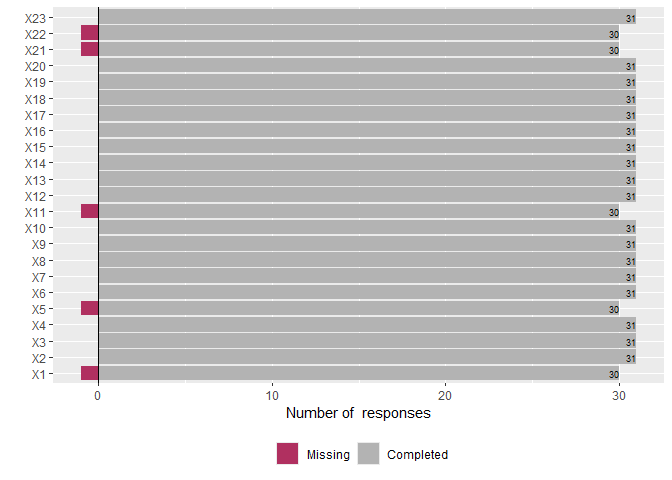 X23 31
X22 30
X21 30
X20 31
X19 31
X18 31
X17 31
X16 31
X15 31
X14 31
X13 31
X12 31
X11 30
X10 31
X9 31
X8 31
X7 31
X6 31
X5 30
X4 31
X3 31
X2 31
X1 30
0 10 20 30
Number of responses
Missing Completed